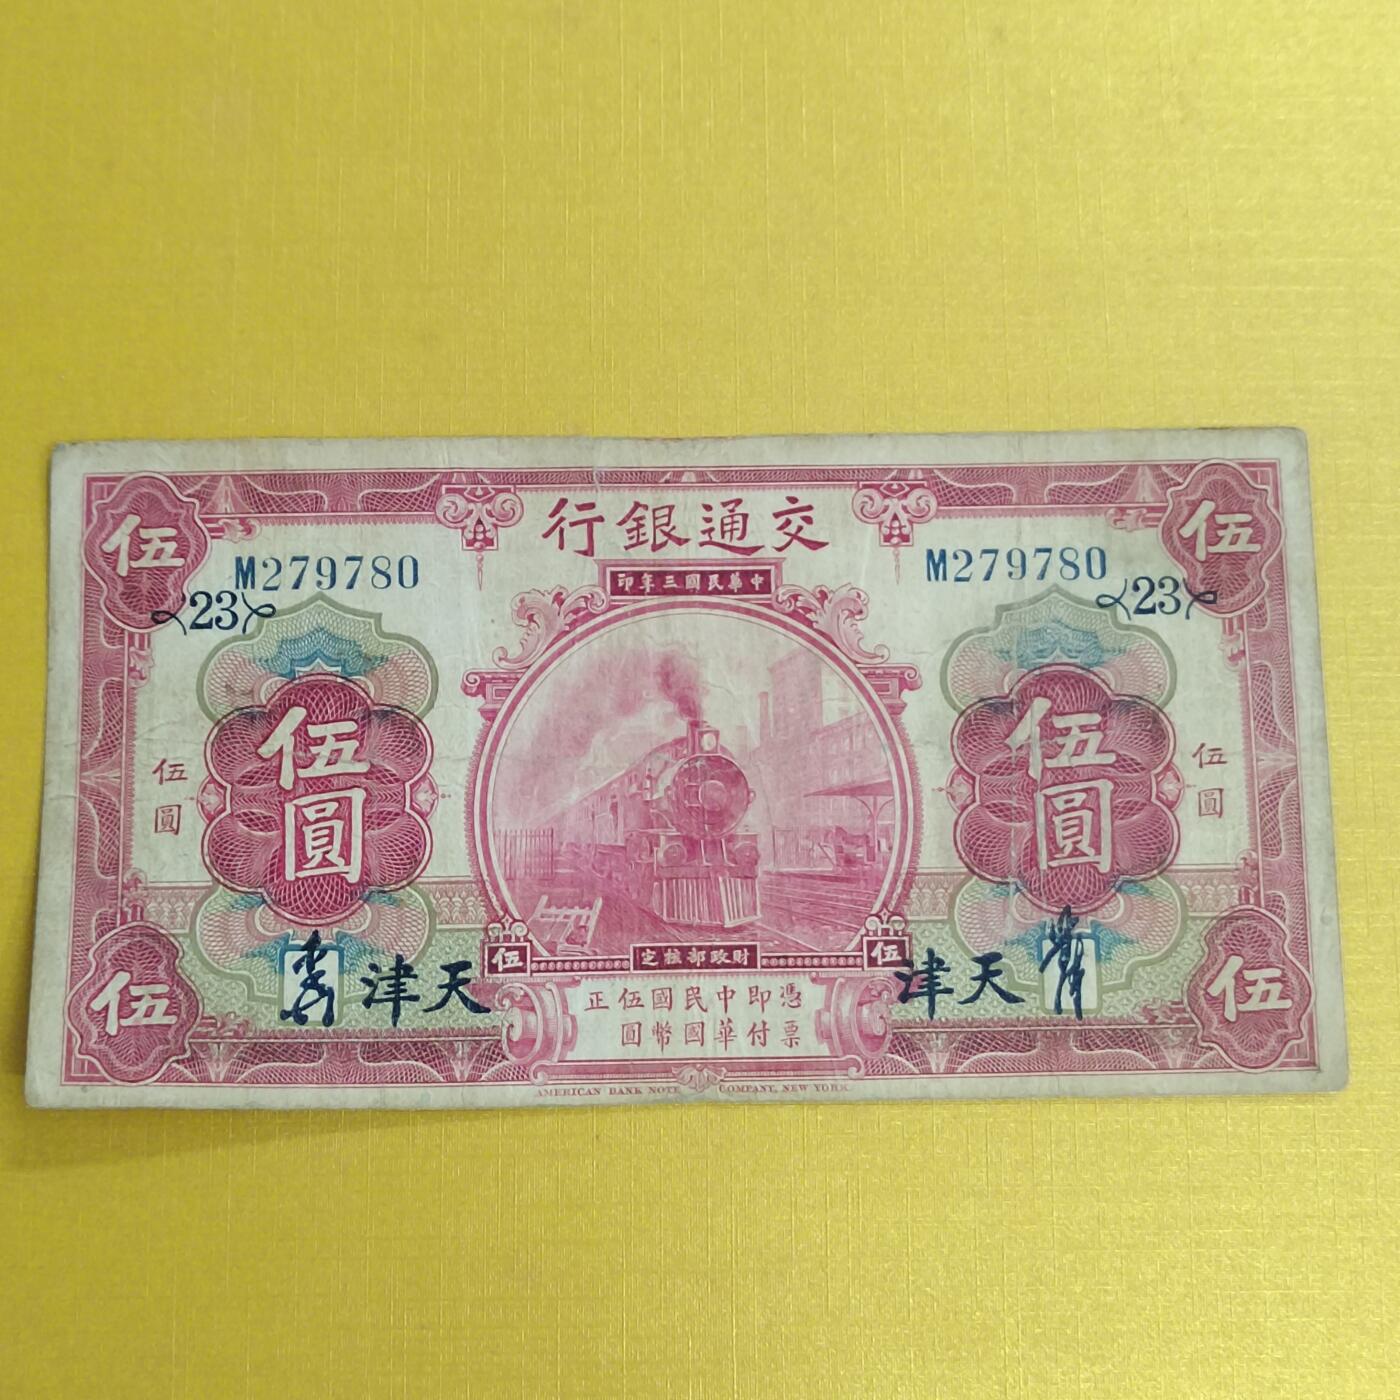 交通銀行
中華民國三年印
伍
伍
M279780
M279780
23
23
伍圓
伍圓
伍圓
伍圓
財政部核定
伍
伍
天津
天津
憑票即付中華民國國幣伍圓正
伍
伍
AMERICAN BANK NOTE COMPANY, NEW YORK.